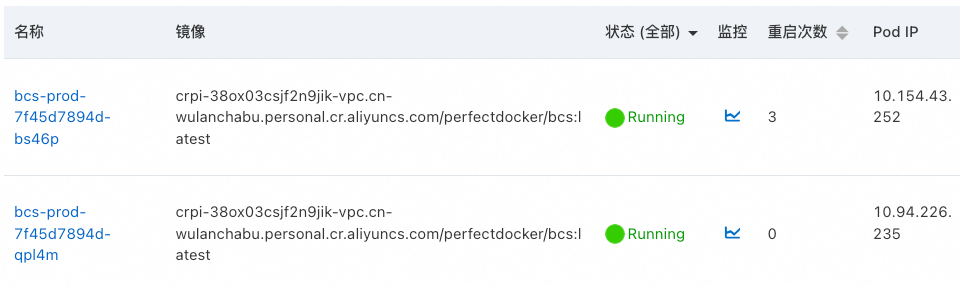 名称 镜像 状态 (全部) 监控 重启次数 Pod IP
bcs-prod-
7f45d7894d-
bs46p
crpi-38ox03csjf2n9jik-vpc.cn-
wulanchabu.personal.cr.aliyuncs.com/perfectdocker/bcs:l
atest
Running
3
10.154.43.
252
bcs-prod-
7f45d7894d-
qpl4m
crpi-38ox03csjf2n9jik-vpc.cn-
wulanchabu.personal.cr.aliyuncs.com/perfectdocker/bcs:l
atest
Running
0
10.94.226.
235